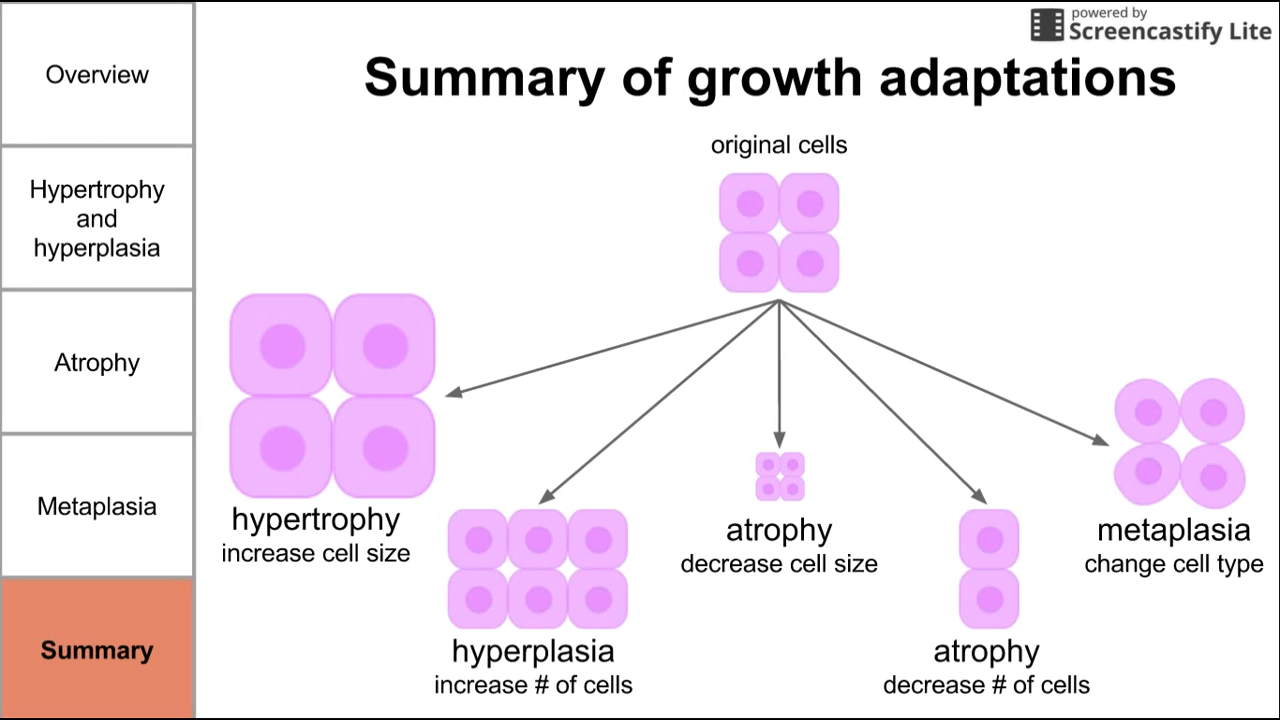 powered by
Screencastify Lite
Overview
Hypertrophy
and
hyperplasia
Atrophy
Metaplasia
Summary
Summary of growth adaptations
original cells
hypertrophy
increase cell size
hyperplasia
increase # of cells
atrophy
decrease cell size
atrophy
decrease # of cells
metaplasia
change cell type